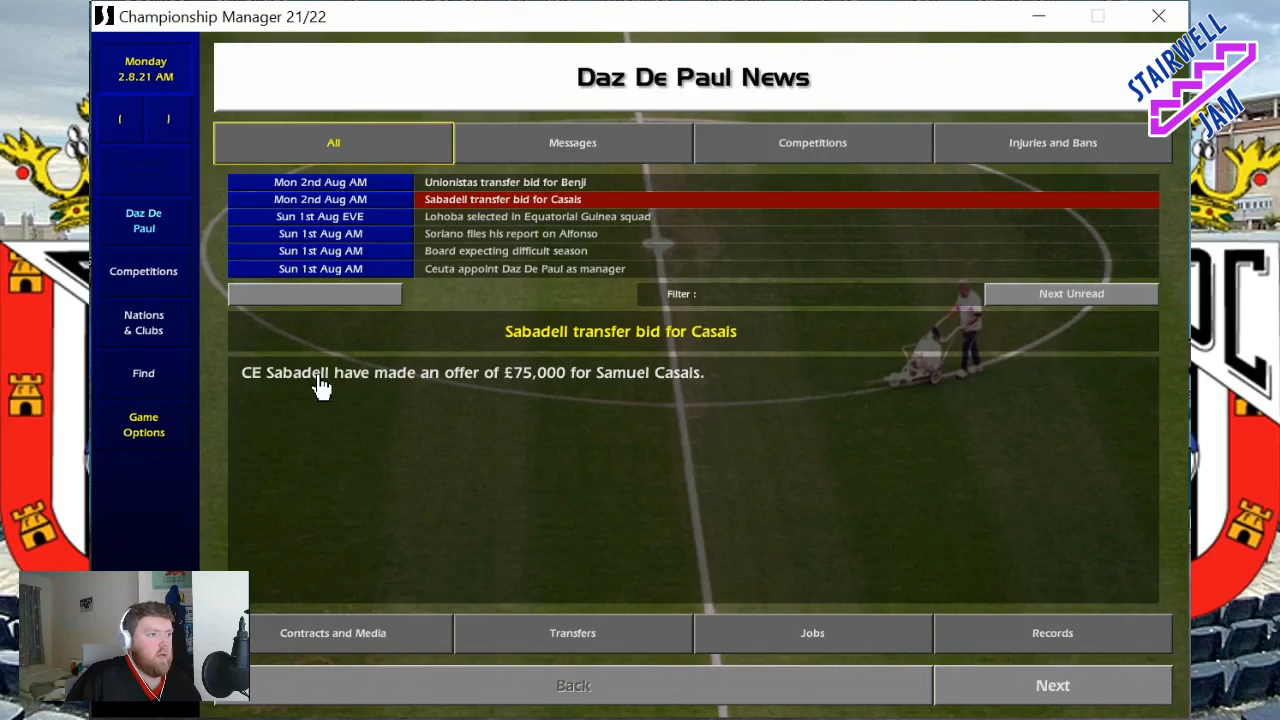 Championship Manager 21/22
STAIRWELL
JAM
Monday
2.8.21 AM
Daz De Paul News
All
Messages
Competitions
Injuries and Bans
Mon 2nd Aug AM Unionistas transfer bid for Benji
Mon 2nd Aug AM Sabadell transfer bid for Casais
Sun 1st Aug EVE Lohoba selected in Equatorial Guinea squad
Sun 1st Aug AM Soriano files his report on Alfonso
Sun 1st Aug AM Board expecting difficult season
Sun 1st Aug AM Ceuta appoint Daz De Paul as manager
Daz De
Paul
Competitions
Nations
& Clubs
Find
Game
Options
Filter :
Next Unread
Sabadell transfer bid for Casais
CE Sabadell have made an offer of £75,000 for Samuel Casais.
Contracts and Media
Transfers
Jobs
Records
Back
Next